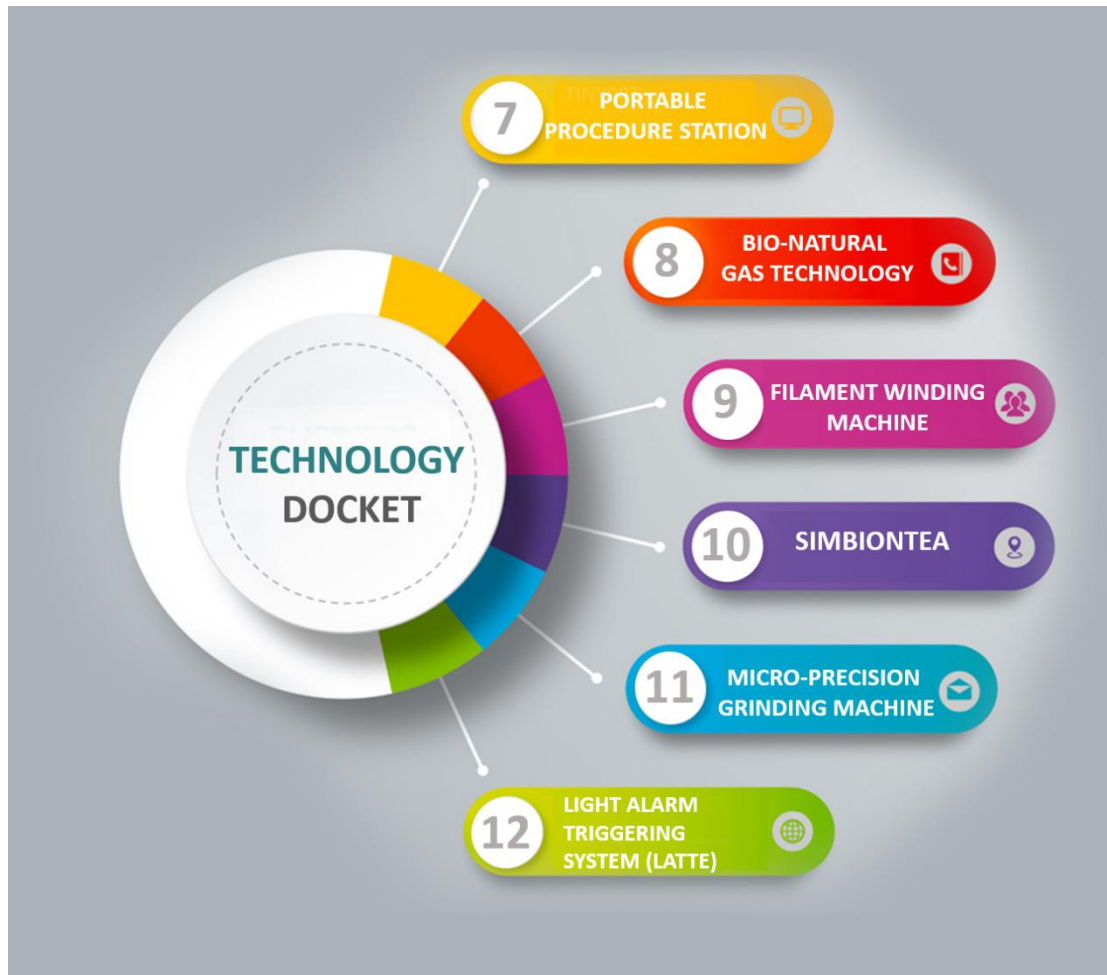 7
PORTABLE
PROCEDURE STATION
8
BIO-NATURAL
GAS TECHNOLOGY
9
FILAMENT WINDING
MACHINE
TECHNOLOGY
DOCKET
10
SIMBIONTEA
11
MICRO-PRECISION
GRINDING MACHINE
12
LIGHT ALARM
TRIGGERING
SYSTEM (LATTE)